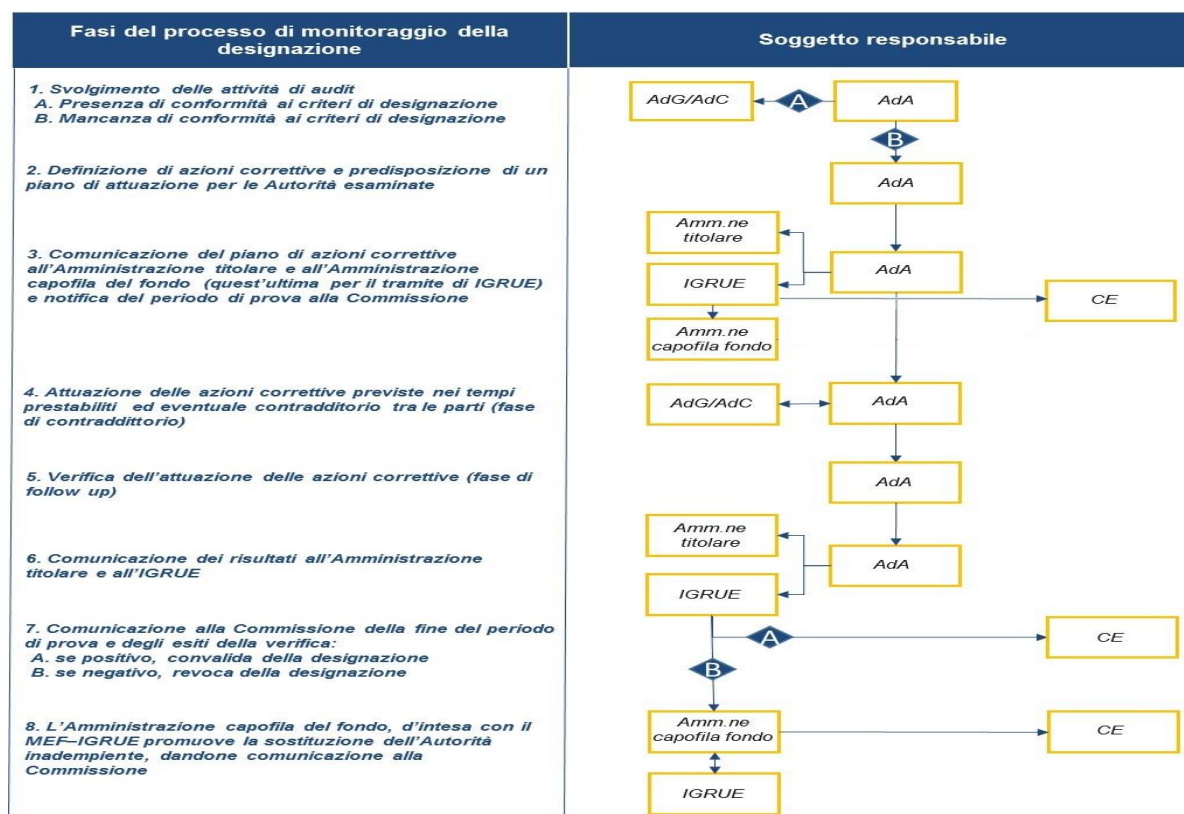 Fasi del processo di monitoraggio della
designazione
Soggetto responsabile
1. Svolgimento delle attività di audit
A. Presenza di conformità ai criteri di designazione
B. Mancanza di conformità ai criteri di designazione
AdG/AdC
A
AdA
B
2. Definizione di azioni correttive e predisposizione di un
piano di attuazione per le Autorità esaminate
AdA
3. Comunicazione del piano di azioni correttive
all'Amministrazione titolare e all'Amministrazione
capofila del fondo (quest'ultima per il tramite di IGRUE)
e notifica del periodo di prova alla Commissione
Amm.ne
titolare
AdA
IGRUE
CE
Amm.ne
capofila fondo
4. Attuazione delle azioni correttive previste nei tempi
prestabiliti ed eventuale contradditorio tra le parti (fase
di contraddittorio)
AdG/AdC
AdA
5. Verifica dell'attuazione delle azioni correttive (fase di
follow up)
AdA
6. Comunicazione dei risultati all'Amministrazione
titolare e all'IGRUE
Amm.ne
titolare
AdA
IGRUE
7. Comunicazione alla Commissione della fine del periodo
di prova e degli esiti della verifica:
A. se positivo, convalida della designazione
B. se negativo, revoca della designazione
A
CE
B
8. L'Amministrazione capofila del fondo, d'intesa con il
MEF–IGRUE promuove la sostituzione dell'Autorità
inadempiente, dandone comunicazione alla
Commissione
Amm.ne
capofila fondo
CE
IGRUE